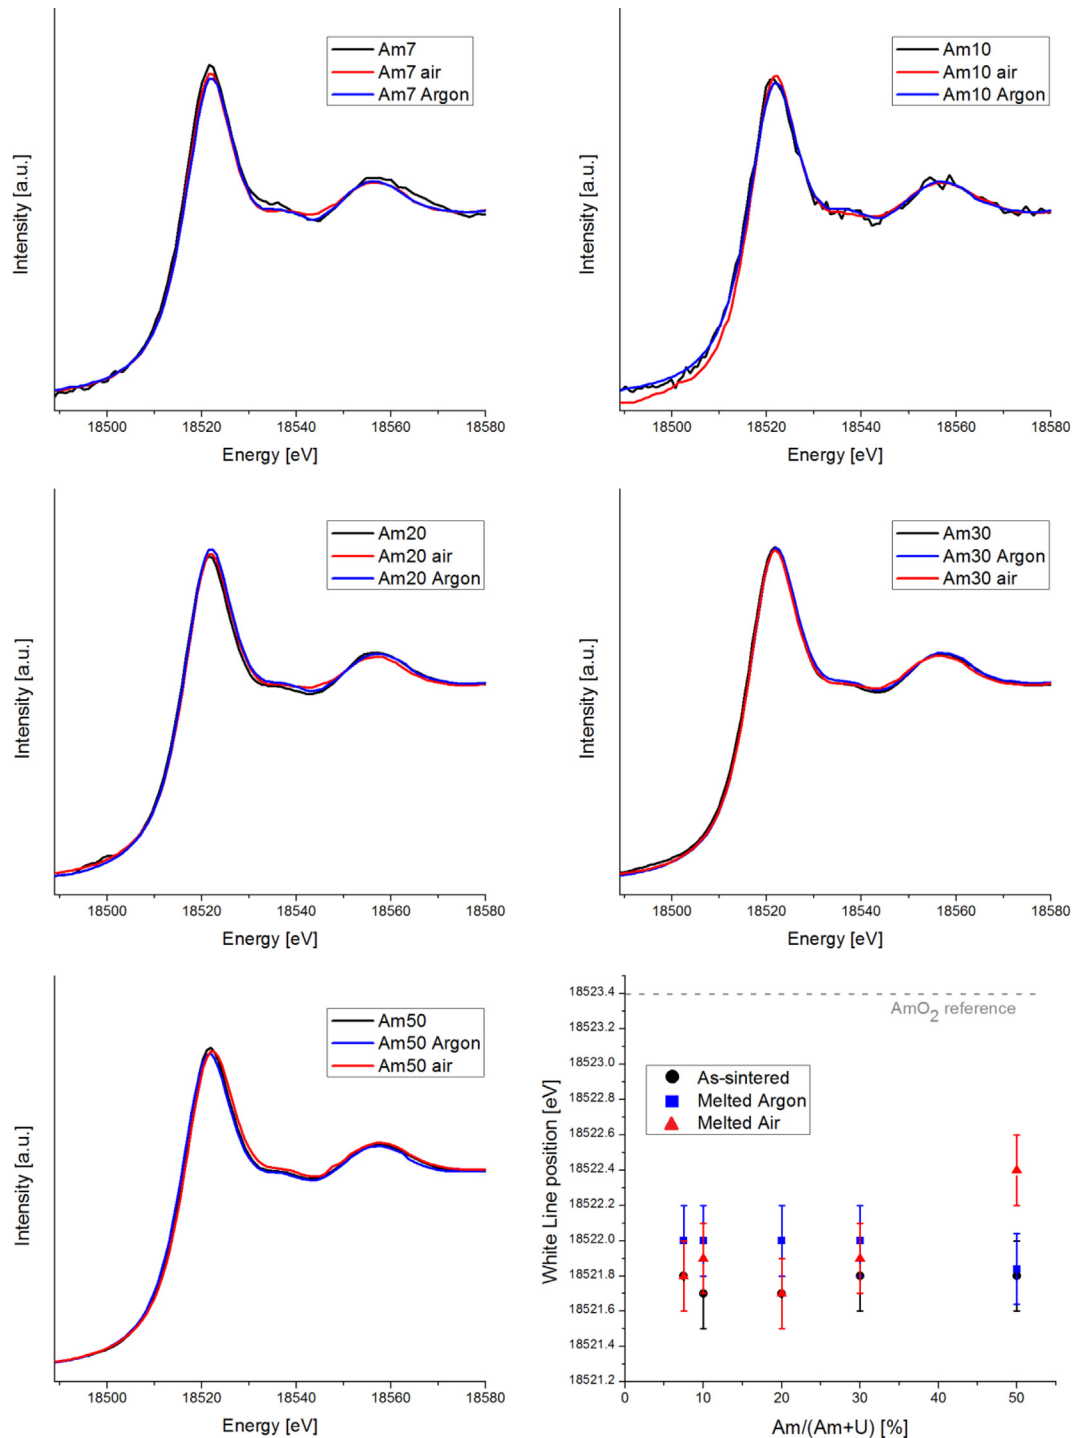 Am7
Am7 air
Am7 Argon
Intensity [a.u.]
18500 18520 18540 18560 18580
Energy [eV]
Am10
Am10 air
Am10 Argon
Intensity [a.u.]
18500 18520 18540 18560 18580
Energy [eV]
Am20
Am20 air
Am20 Argon
Intensity [a.u.]
18500 18520 18540 18560 18580
Energy [eV]
Am30
Am30 Argon
Am30 air
Intensity [a.u.]
18500 18520 18540 18560 18580
Energy [eV]
Am50
Am50 Argon
Am50 air
Intensity [a.u.]
18500 18520 18540 18560 18580
Energy [eV]
18523.4
AmO₂ reference
18523.2
18523.0
As-sintered
Melted Argon
Melted Air
18522.8
18522.6
18522.4
18522.2
18522.0
18521.8
18521.6
18521.4
18521.2
White Line position [eV]
0 10 20 30 40 50
Am/(Am+U) [%]